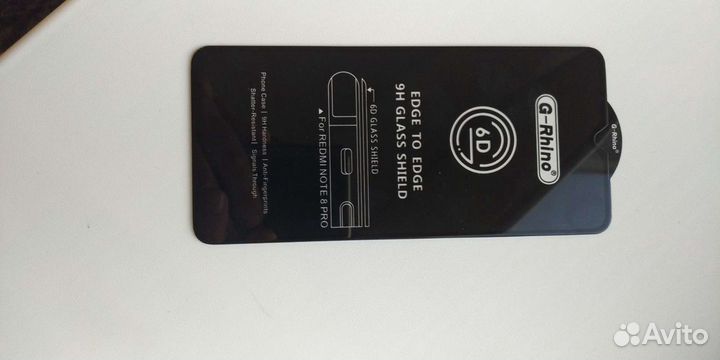 G-Rhino®
G-Rhino®
6D
EDGE TO EDGE
9H GLASS SHIELD
6D GLASS SHIELD
▲For REDMI NOTE 8 PRO
Phone Case | 9H Hardness | Anti-Fingerprints
Shatter-Resistant | Signals Through
Avito